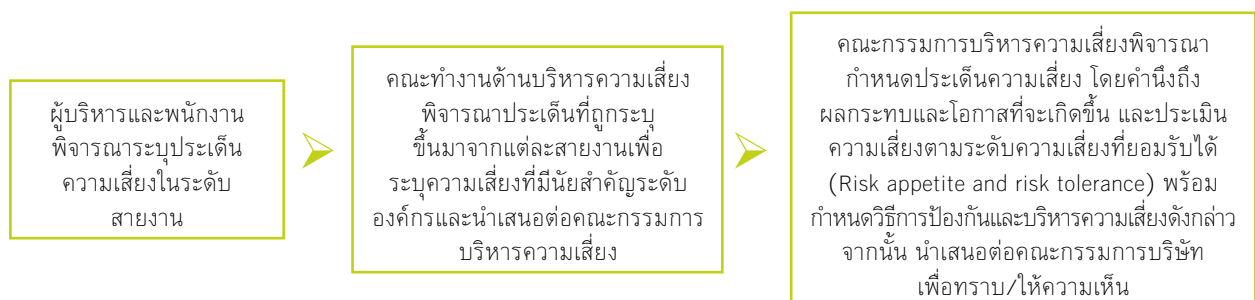 ผู้บริหารและพนักงาน
พิจารณาระบุประเด็น
ความเสี่ยงในระดับ
สายงาน
คณะทำงานด้านบริหารความเสี่ยง
พิจารณาประเด็นที่ถูกระบุ
ขึ้นมาจากแต่ละสายงานเพื่อ
ระบุความเสี่ยงที่มีนัยสำคัญระดับ
องค์กรและนำเสนอต่อคณะกรรมการ
บริหารความเสี่ยง
คณะกรรมการบริหารความเสี่ยงพิจารณา
กำหนดประเด็นความเสี่ยง โดยคำนึงถึง
ผลกระทบและโอกาสที่จะเกิดขึ้น และประเมิน
ความเสี่ยงตามระดับความเสี่ยงที่ยอมรับได้
(Risk appetite and risk tolerance) พร้อม
กำหนดวิธีการป้องกันและบริหารความเสี่ยงดังกล่าว
จากนั้น นำเสนอต่อคณะกรรมการบริษัท
เพื่อทราบ/ให้ความเห็น